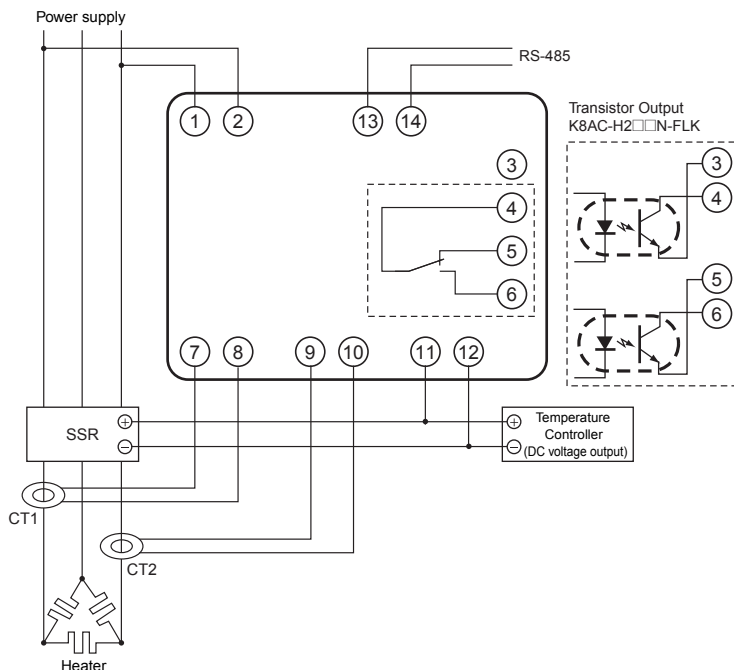 Power supply
RS-485
1
2
13
14
Transistor Output
K8AC-H2□□N-FLK
3
3
4
4
5
5
6
6
7
8
9
10
11
12
SSR
+
−
+
−
Temperature
Controller
(DC voltage output)
CT1
CT2
Heater